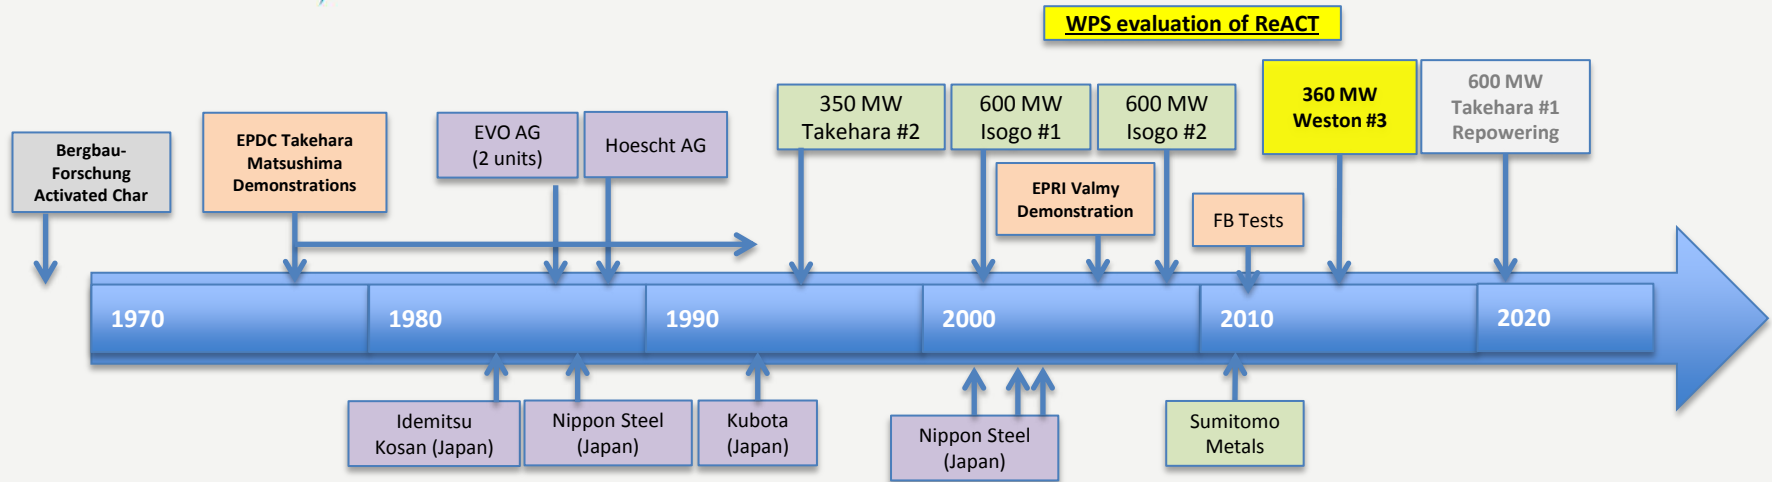 WPS evaluation of ReACT
Bergbau-
Forschung
Activated Char
EPDC Takehara
Matsushima
Demonstrations
EVO AG
(2 units)
Hoescht AG
350 MW
Takehara #2
600 MW
Isogo #1
600 MW
Isogo #2
360 MW
Weston #3
600 MW
Takehara #1
Repowering
EPRI Valmy
Demonstration
FB Tests
1970
1980
1990
2000
2010
2020
Idemitsu
Kosan (Japan)
Nippon Steel
(Japan)
Kubota
(Japan)
Nippon Steel
(Japan)
Sumitomo
Metals